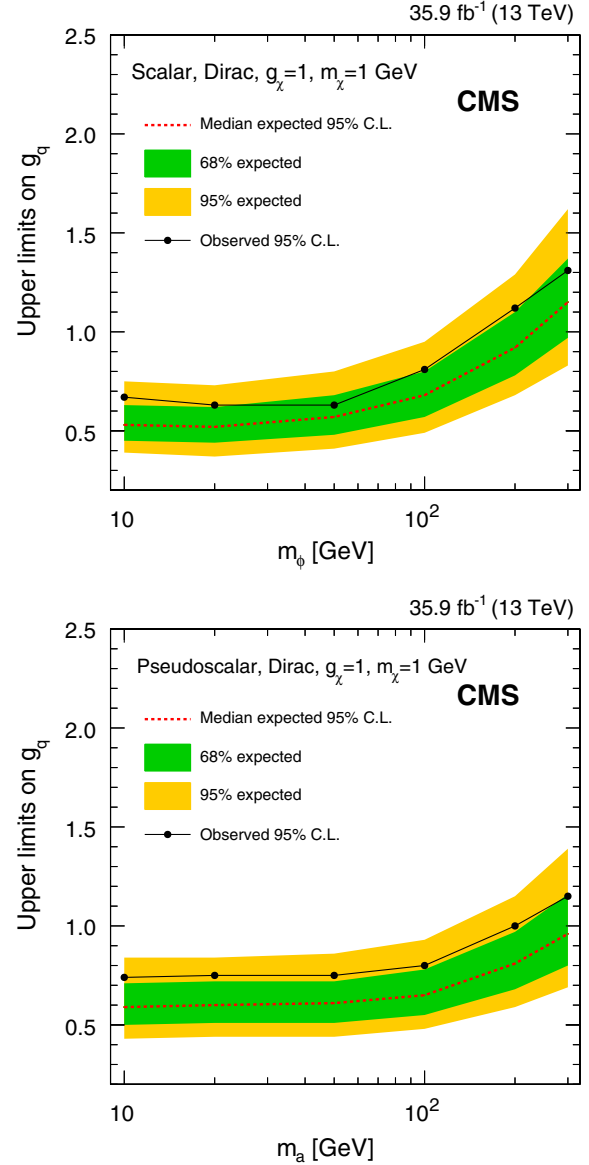 35.9 fb⁻¹ (13 TeV)
Scalar, Dirac, gχ=1, mχ=1 GeV
CMS
Median expected 95% C.L.
68% expected
95% expected
Observed 95% C.L.
Upper limits on g_q
2.5
2.0
1.5
1.0
0.5
10
10²
m_ϕ [GeV]
35.9 fb⁻¹ (13 TeV)
Pseudoscalar, Dirac, gχ=1, mχ=1 GeV
CMS
Median expected 95% C.L.
68% expected
95% expected
Observed 95% C.L.
Upper limits on g_q
2.5
2.0
1.5
1.0
0.5
10
10²
m_a [GeV]